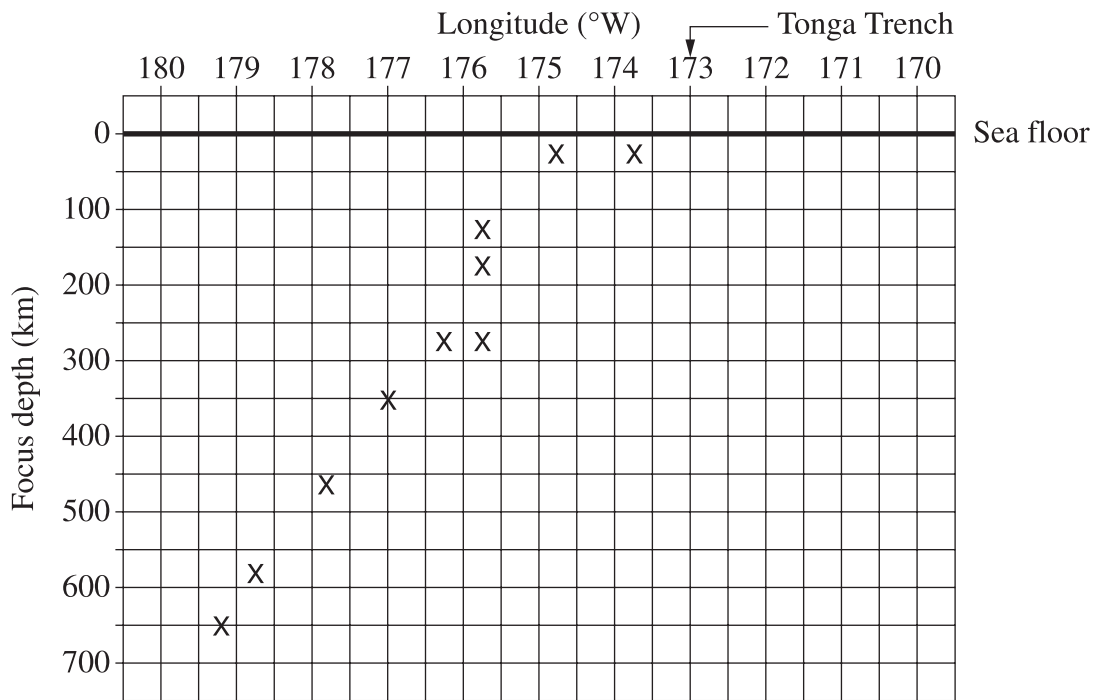 Longitude (°W) Tonga Trench
180 179 178 177 176 175 174 173 172 171 170
0 Sea floor
100
200
300
400
500
600
700
Focus depth (km)
X X
X
X
X X
X
X
X
X